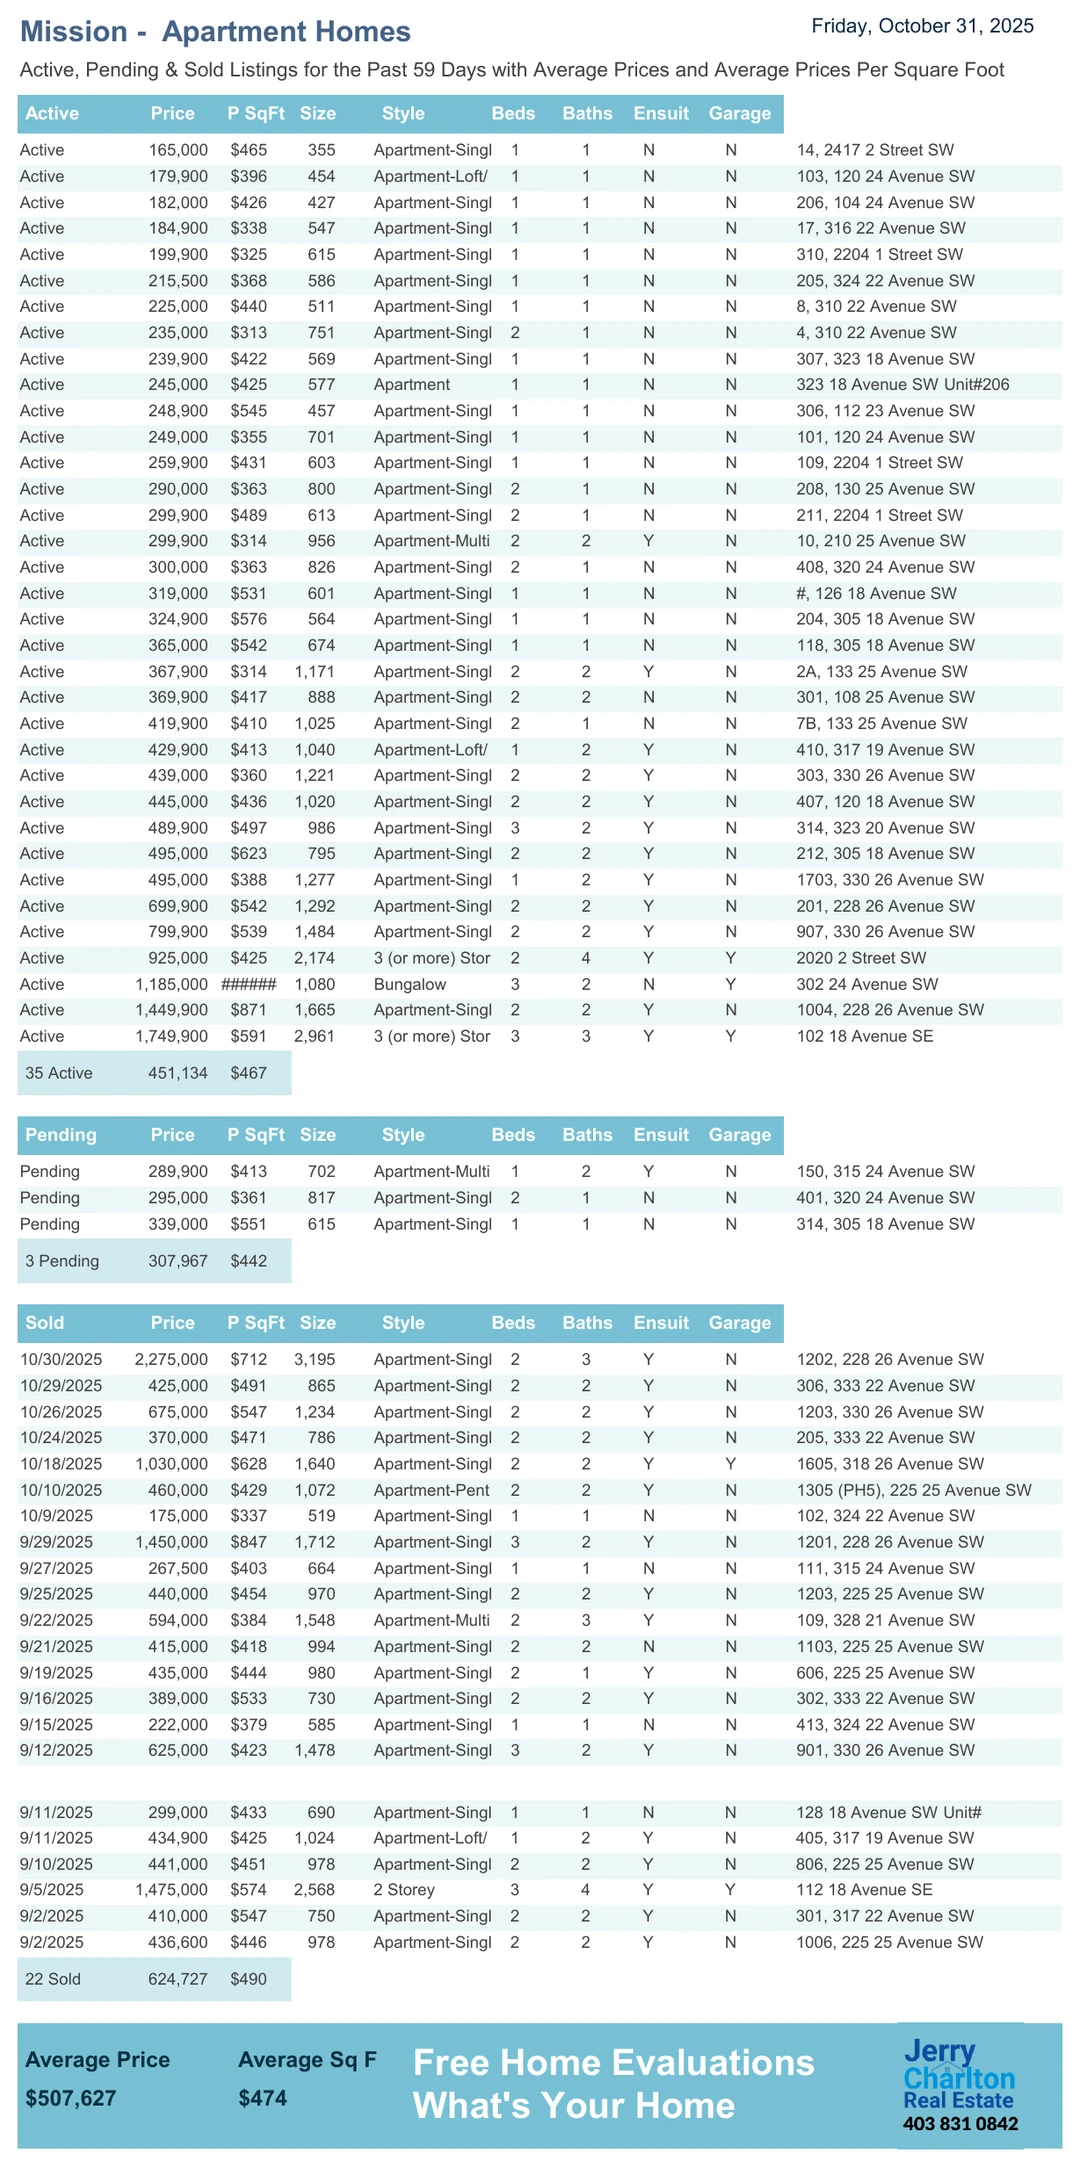 Mission - Apartment Homes
Friday, October 31, 2025
Active, Pending & Sold Listings for the Past 59 Days with Average Prices and Average Prices Per Square Foot
Active Price P SqFt Size Style Beds Baths Ensuit Garage
Active 165,000 $465 355 Apartment-Singl 1 1 N N 14, 2417 2 Street SW
Active 179,900 $396 454 Apartment-Loft/ 1 1 N N 103, 120 24 Avenue SW
Active 182,000 $426 427 Apartment-Singl 1 1 N N 206, 104 24 Avenue SW
Active 184,900 $338 547 Apartment-Singl 1 1 N N 17, 316 22 Avenue SW
Active 199,900 $325 615 Apartment-Singl 1 1 N N 310, 2204 1 Street SW
Active 215,500 $368 586 Apartment-Singl 1 1 N N 205, 324 22 Avenue SW
Active 225,000 $440 511 Apartment-Singl 1 1 N N 8, 310 22 Avenue SW
Active 235,000 $313 751 Apartment-Singl 2 1 N N 4, 310 22 Avenue SW
Active 239,900 $422 569 Apartment-Singl 1 1 N N 307, 323 18 Avenue SW
Active 245,000 $425 577 Apartment 1 1 N N 323 18 Avenue SW Unit#206
Active 248,900 $545 457 Apartment-Singl 1 1 N N 306, 112 23 Avenue SW
Active 249,000 $355 701 Apartment-Singl 1 1 N N 101, 120 24 Avenue SW
Active 259,900 $431 603 Apartment-Singl 1 1 N N 109, 2204 1 Street SW
Active 290,000 $363 800 Apartment-Singl 2 1 N N 208, 130 25 Avenue SW
Active 299,900 $489 613 Apartment-Singl 2 1 N N 211, 2204 1 Street SW
Active 299,900 $314 956 Apartment-Multi 2 2 Y N 10, 210 25 Avenue SW
Active 300,000 $363 826 Apartment-Singl 2 1 N N 408, 320 24 Avenue SW
Active 319,000 $531 601 Apartment-Singl 1 1 N N #, 126 18 Avenue SW
Active 324,900 $576 564 Apartment-Singl 1 1 N N 204, 305 18 Avenue SW
Active 365,000 $542 674 Apartment-Singl 1 1 N N 118, 305 18 Avenue SW
Active 367,900 $314 1,171 Apartment-Singl 2 2 Y N 2A, 133 25 Avenue SW
Active 369,900 $417 888 Apartment-Singl 2 2 N N 301, 108 25 Avenue SW
Active 419,900 $410 1,025 Apartment-Singl 2 1 N N 7B, 133 25 Avenue SW
Active 429,900 $413 1,040 Apartment-Loft/ 1 2 Y N 410, 317 19 Avenue SW
Active 439,000 $360 1,221 Apartment-Singl 2 2 Y N 303, 330 26 Avenue SW
Active 445,000 $436 1,020 Apartment-Singl 2 2 Y N 407, 120 18 Avenue SW
Active 489,900 $497 986 Apartment-Singl 3 2 Y N 314, 323 20 Avenue SW
Active 495,000 $623 795 Apartment-Singl 2 2 Y N 212, 305 18 Avenue SW
Active 495,000 $388 1,277 Apartment-Singl 1 2 Y N 1703, 330 26 Avenue SW
Active 699,900 $542 1,292 Apartment-Singl 2 2 Y N 201, 228 26 Avenue SW
Active 799,900 $539 1,484 Apartment-Singl 2 2 Y N 907, 330 26 Avenue SW
Active 925,000 $425 2,174 3 (or more) Stor 2 4 Y Y 2020 2 Street SW
Active 1,185,000 ###### 1,080 Bungalow 3 2 N Y 302 24 Avenue SW
Active 1,449,900 $871 1,665 Apartment-Singl 2 2 Y N 1004, 228 26 Avenue SW
Active 1,749,900 $591 2,961 3 (or more) Stor 3 3 Y Y 102 18 Avenue SE
35 Active 451,134 $467
Pending Price P SqFt Size Style Beds Baths Ensuit Garage
Pending 289,900 $413 702 Apartment-Multi 1 2 Y N 150, 315 24 Avenue SW
Pending 295,000 $361 817 Apartment-Singl 2 1 N N 401, 320 24 Avenue SW
Pending 339,000 $551 615 Apartment-Singl 1 1 N N 314, 305 18 Avenue SW
3 Pending 307,967 $442
Sold Price P SqFt Size Style Beds Baths Ensuit Garage
10/30/2025 2,275,000 $712 3,195 Apartment-Singl 2 3 Y N 1202, 228 26 Avenue SW
10/29/2025 425,000 $491 865 Apartment-Singl 2 2 Y N 306, 333 22 Avenue SW
10/26/2025 675,000 $547 1,234 Apartment-Singl 2 2 Y N 1203, 330 26 Avenue SW
10/24/2025 370,000 $471 786 Apartment-Singl 2 2 Y N 205, 333 22 Avenue SW
10/18/2025 1,030,000 $628 1,640 Apartment-Singl 2 2 Y Y 1605, 318 26 Avenue SW
10/10/2025 460,000 $429 1,072 Apartment-Pent 2 2 Y N 1305 (PH5), 225 25 Avenue SW
10/9/2025 175,000 $337 519 Apartment-Singl 1 1 N N 102, 324 22 Avenue SW
9/29/2025 1,450,000 $847 1,712 Apartment-Singl 3 2 Y N 1201, 228 26 Avenue SW
9/27/2025 267,500 $403 664 Apartment-Singl 1 1 N N 111, 315 24 Avenue SW
9/25/2025 440,000 $454 970 Apartment-Singl 2 2 Y N 1203, 225 25 Avenue SW
9/22/2025 594,000 $384 1,548 Apartment-Multi 2 3 Y N 109, 328 21 Avenue SW
9/21/2025 415,000 $418 994 Apartment-Singl 2 2 N N 1103, 225 25 Avenue SW
9/19/2025 435,000 $444 980 Apartment-Singl 2 1 Y N 606, 225 25 Avenue SW
9/16/2025 389,000 $533 730 Apartment-Singl 2 2 Y N 302, 333 22 Avenue SW
9/15/2025 222,000 $379 585 Apartment-Singl 1 1 N N 413, 324 22 Avenue SW
9/12/2025 625,000 $423 1,478 Apartment-Singl 3 2 Y N 901, 330 26 Avenue SW
9/11/2025 299,000 $433 690 Apartment-Singl 1 1 N N 128 18 Avenue SW Unit#
9/11/2025 434,900 $425 1,024 Apartment-Loft/ 1 2 Y N 405, 317 19 Avenue SW
9/10/2025 441,000 $451 978 Apartment-Singl 2 2 Y N 806, 225 25 Avenue SW
9/5/2025 1,475,000 $574 2,568 2 Storey 3 4 Y Y 112 18 Avenue SE
9/2/2025 410,000 $547 750 Apartment-Singl 2 2 Y N 301, 317 22 Avenue SW
9/2/2025 436,600 $446 978 Apartment-Singl 2 2 Y N 1006, 225 25 Avenue SW
22 Sold 624,727 $490
Average Price Average Sq F
$507,627 $474
Free Home Evaluations
What's Your Home
Jerry
Charlton
Real Estate
403 831 0842